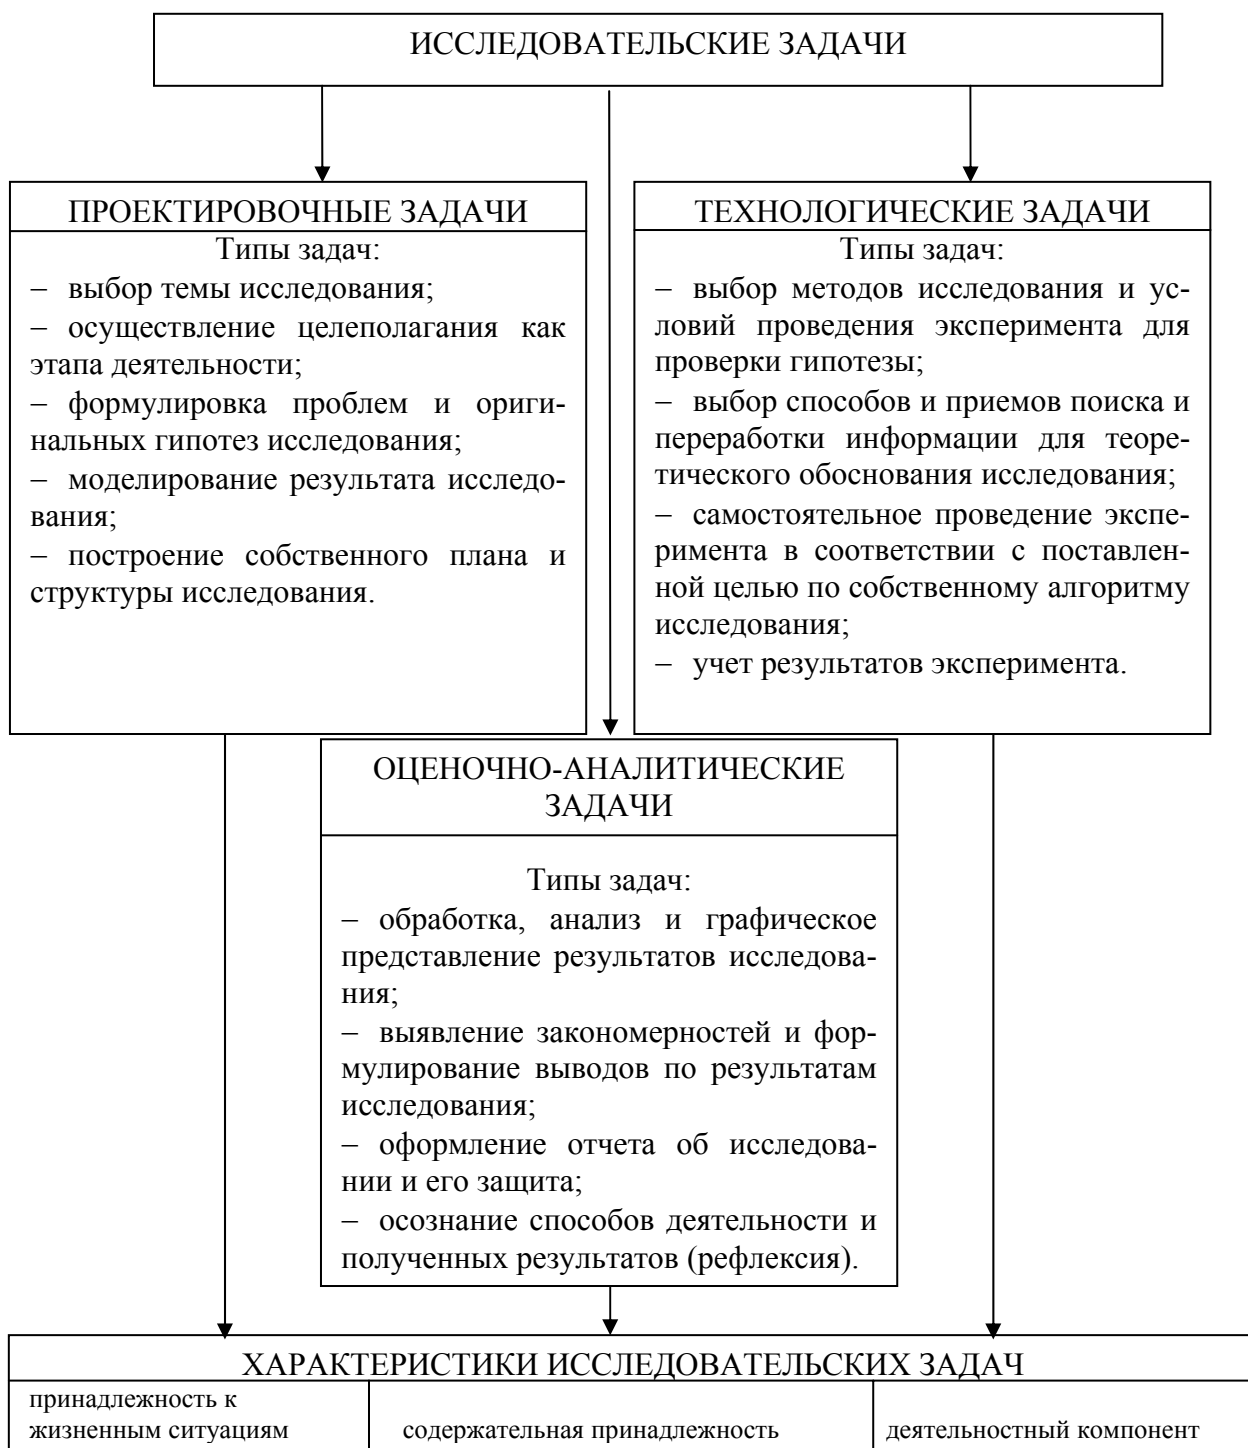 ИССЛЕДОВАТЕЛЬСКИЕ ЗАДАЧИ
ПРОЕКТИРОВОЧНЫЕ ЗАДАЧИ
Типы задач:
– выбор темы исследования;
– осуществление целеполагания как
этапа деятельности;
– формулировка проблем и ориги-
нальных гипотез исследования;
– моделирование результата исследо-
вания;
– построение собственного плана и
структуры исследования.
ТЕХНОЛОГИЧЕСКИЕ ЗАДАЧИ
Типы задач:
– выбор методов исследования и ус-
ловий проведения эксперимента для
проверки гипотезы;
– выбор способов и приемов поиска и
переработки информации для теоре-
тического обоснования исследования;
– самостоятельное проведение экспе-
римента в соответствии с поставлен-
ной целью по собственному алгоритму
исследования;
– учет результатов эксперимента.
ОЦЕНОЧНО-АНАЛИТИЧЕСКИЕ
ЗАДАЧИ
Типы задач:
– обработка, анализ и графическое
представление результатов исследова-
ния;
– выявление закономерностей и фор-
мулирование выводов по результатам
исследования;
– оформление отчета об исследова-
нии и его защита;
– осознание способов деятельности и
полученных результатов (рефлексия).
ХАРАКТЕРИСТИКИ ИССЛЕДОВАТЕЛЬСКИХ ЗАДАЧ
принадлежность к
жизненным ситуациям
содержательная принадлежность
деятельностный компонент